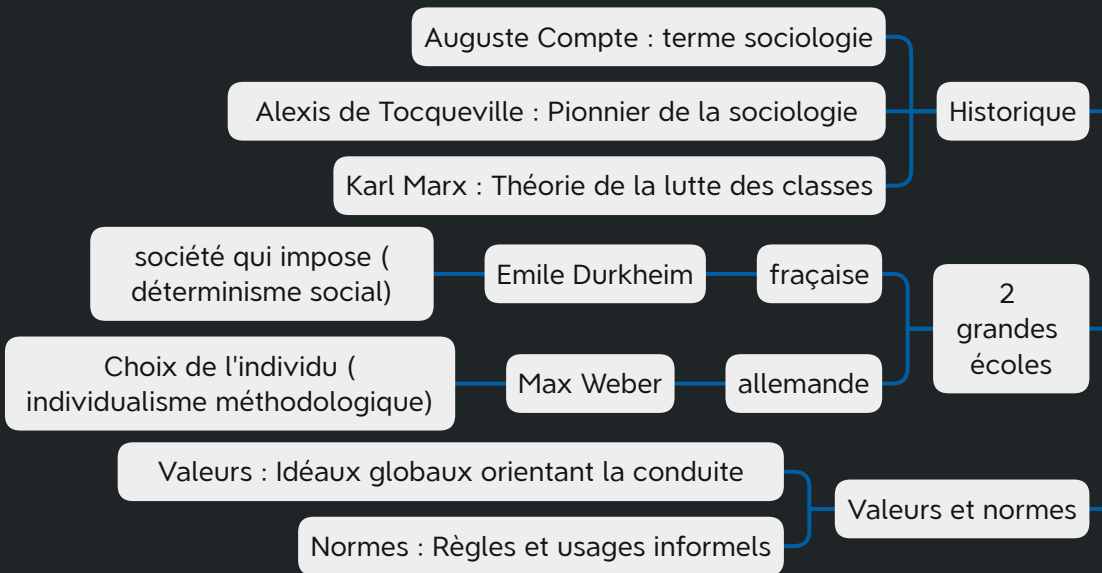 Auguste Compte : terme sociologie
Alexis de Tocqueville : Pionnier de la sociologie
Historique
Karl Marx : Théorie de la lutte des classes
société qui impose (
déterminisme social)
Emile Durkheim
fraçaise
2
grandes
écoles
Choix de l'individu (
individualisme méthodologique)
Max Weber
allemande
Valeurs : Idéaux globaux orientant la conduite
Valeurs et normes
Normes : Règles et usages informels